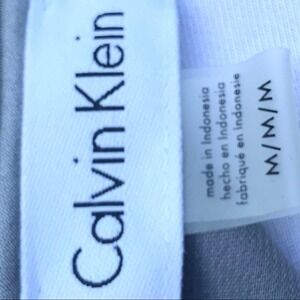 Calvin Klein
made in Indonesia
hecho en Indonesia
fabriqué en Indonésie
M/M/M